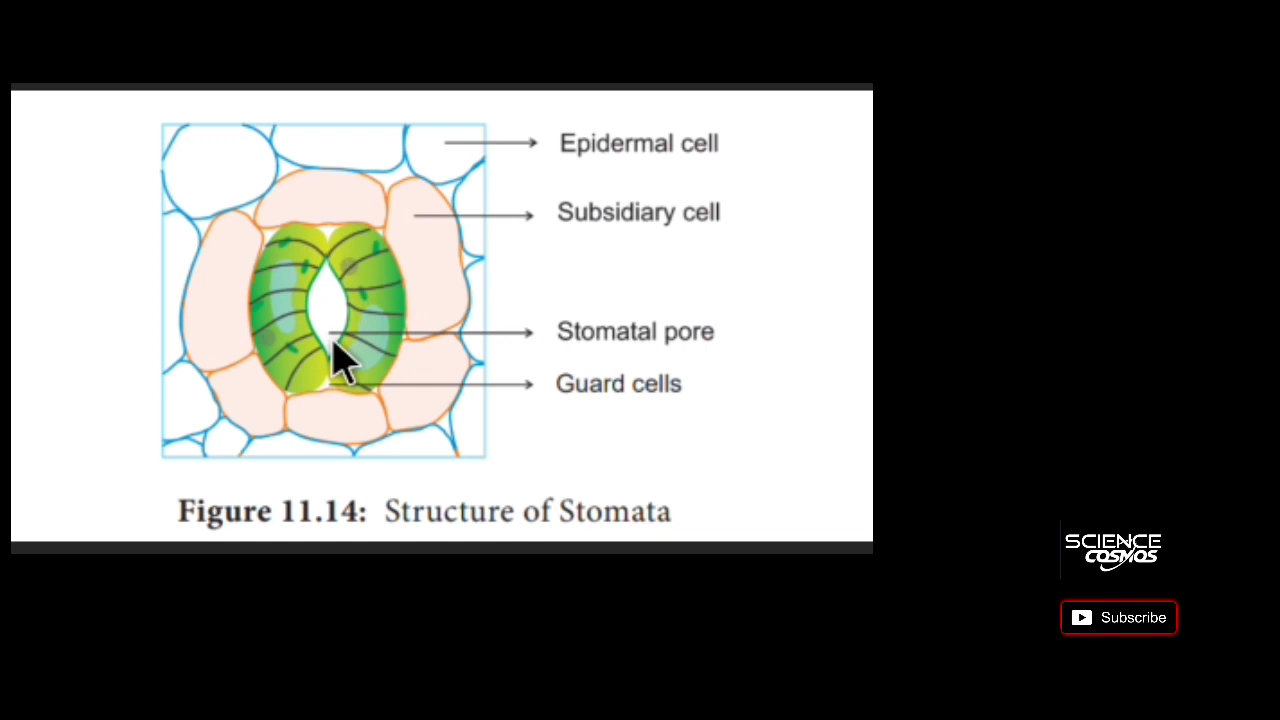 Epidermal cell
Subsidiary cell
Stomatal pore
Guard cells
Figure 11.14: Structure of Stomata
SCIENCE
COSMOS
Subscribe